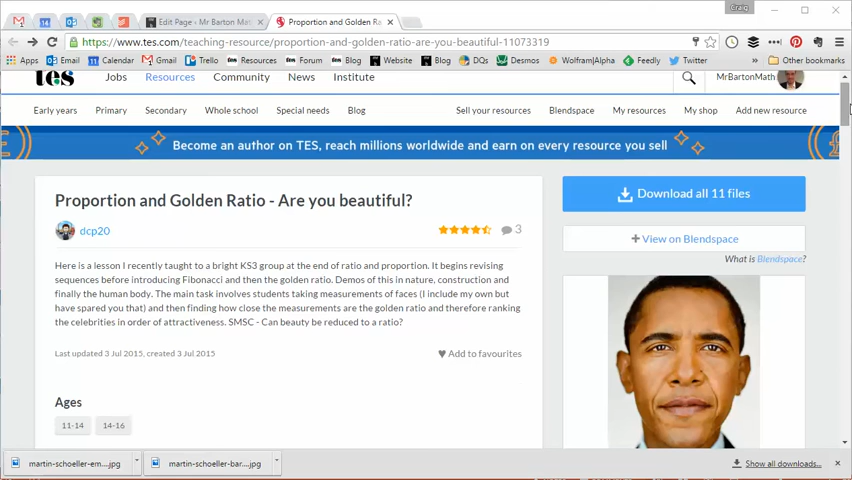 Craig
Edit Page ‹ Mr Barton Mat
Proportion and Golden Ra
https://www.tes.com/teaching-resource/proportion-and-golden-ratio-are-you-beautiful-11073319
Apps Email Calendar Gmail Trello Resources Forum Blog Website Blog DQs Desmos Wolfram|Alpha Feedly Twitter Other bookmarks
tes Jobs Resources Community News Institute MrBartonMath
Early years Primary Secondary Whole school Special needs Blog Sell your resources Blendspace My resources My shop Add new resource
Become an author on TES, reach millions worldwide and earn on every resource you sell
Proportion and Golden Ratio - Are you beautiful?
dcp20 3
Here is a lesson I recently taught to a bright KS3 group at the end of ratio and proportion. It begins revising
sequences before introducing Fibonacci and then the golden ratio. Demos of this in nature, construction and
finally the human body. The main task involves students taking measurements of faces (I include my own but
have spared you that) and then finding how close the measurements are the golden ratio and therefore ranking
the celebrities in order of attractiveness. SMSC - Can beauty be reduced to a ratio?
Last updated 3 Jul 2015, created 3 Jul 2015
Add to favourites
Ages
11-14 14-16
Download all 11 files
+ View on Blendspace
What is Blendspace?
martin-schoeller-em....jpg
martin-schoeller-bar....jpg
Show all downloads...